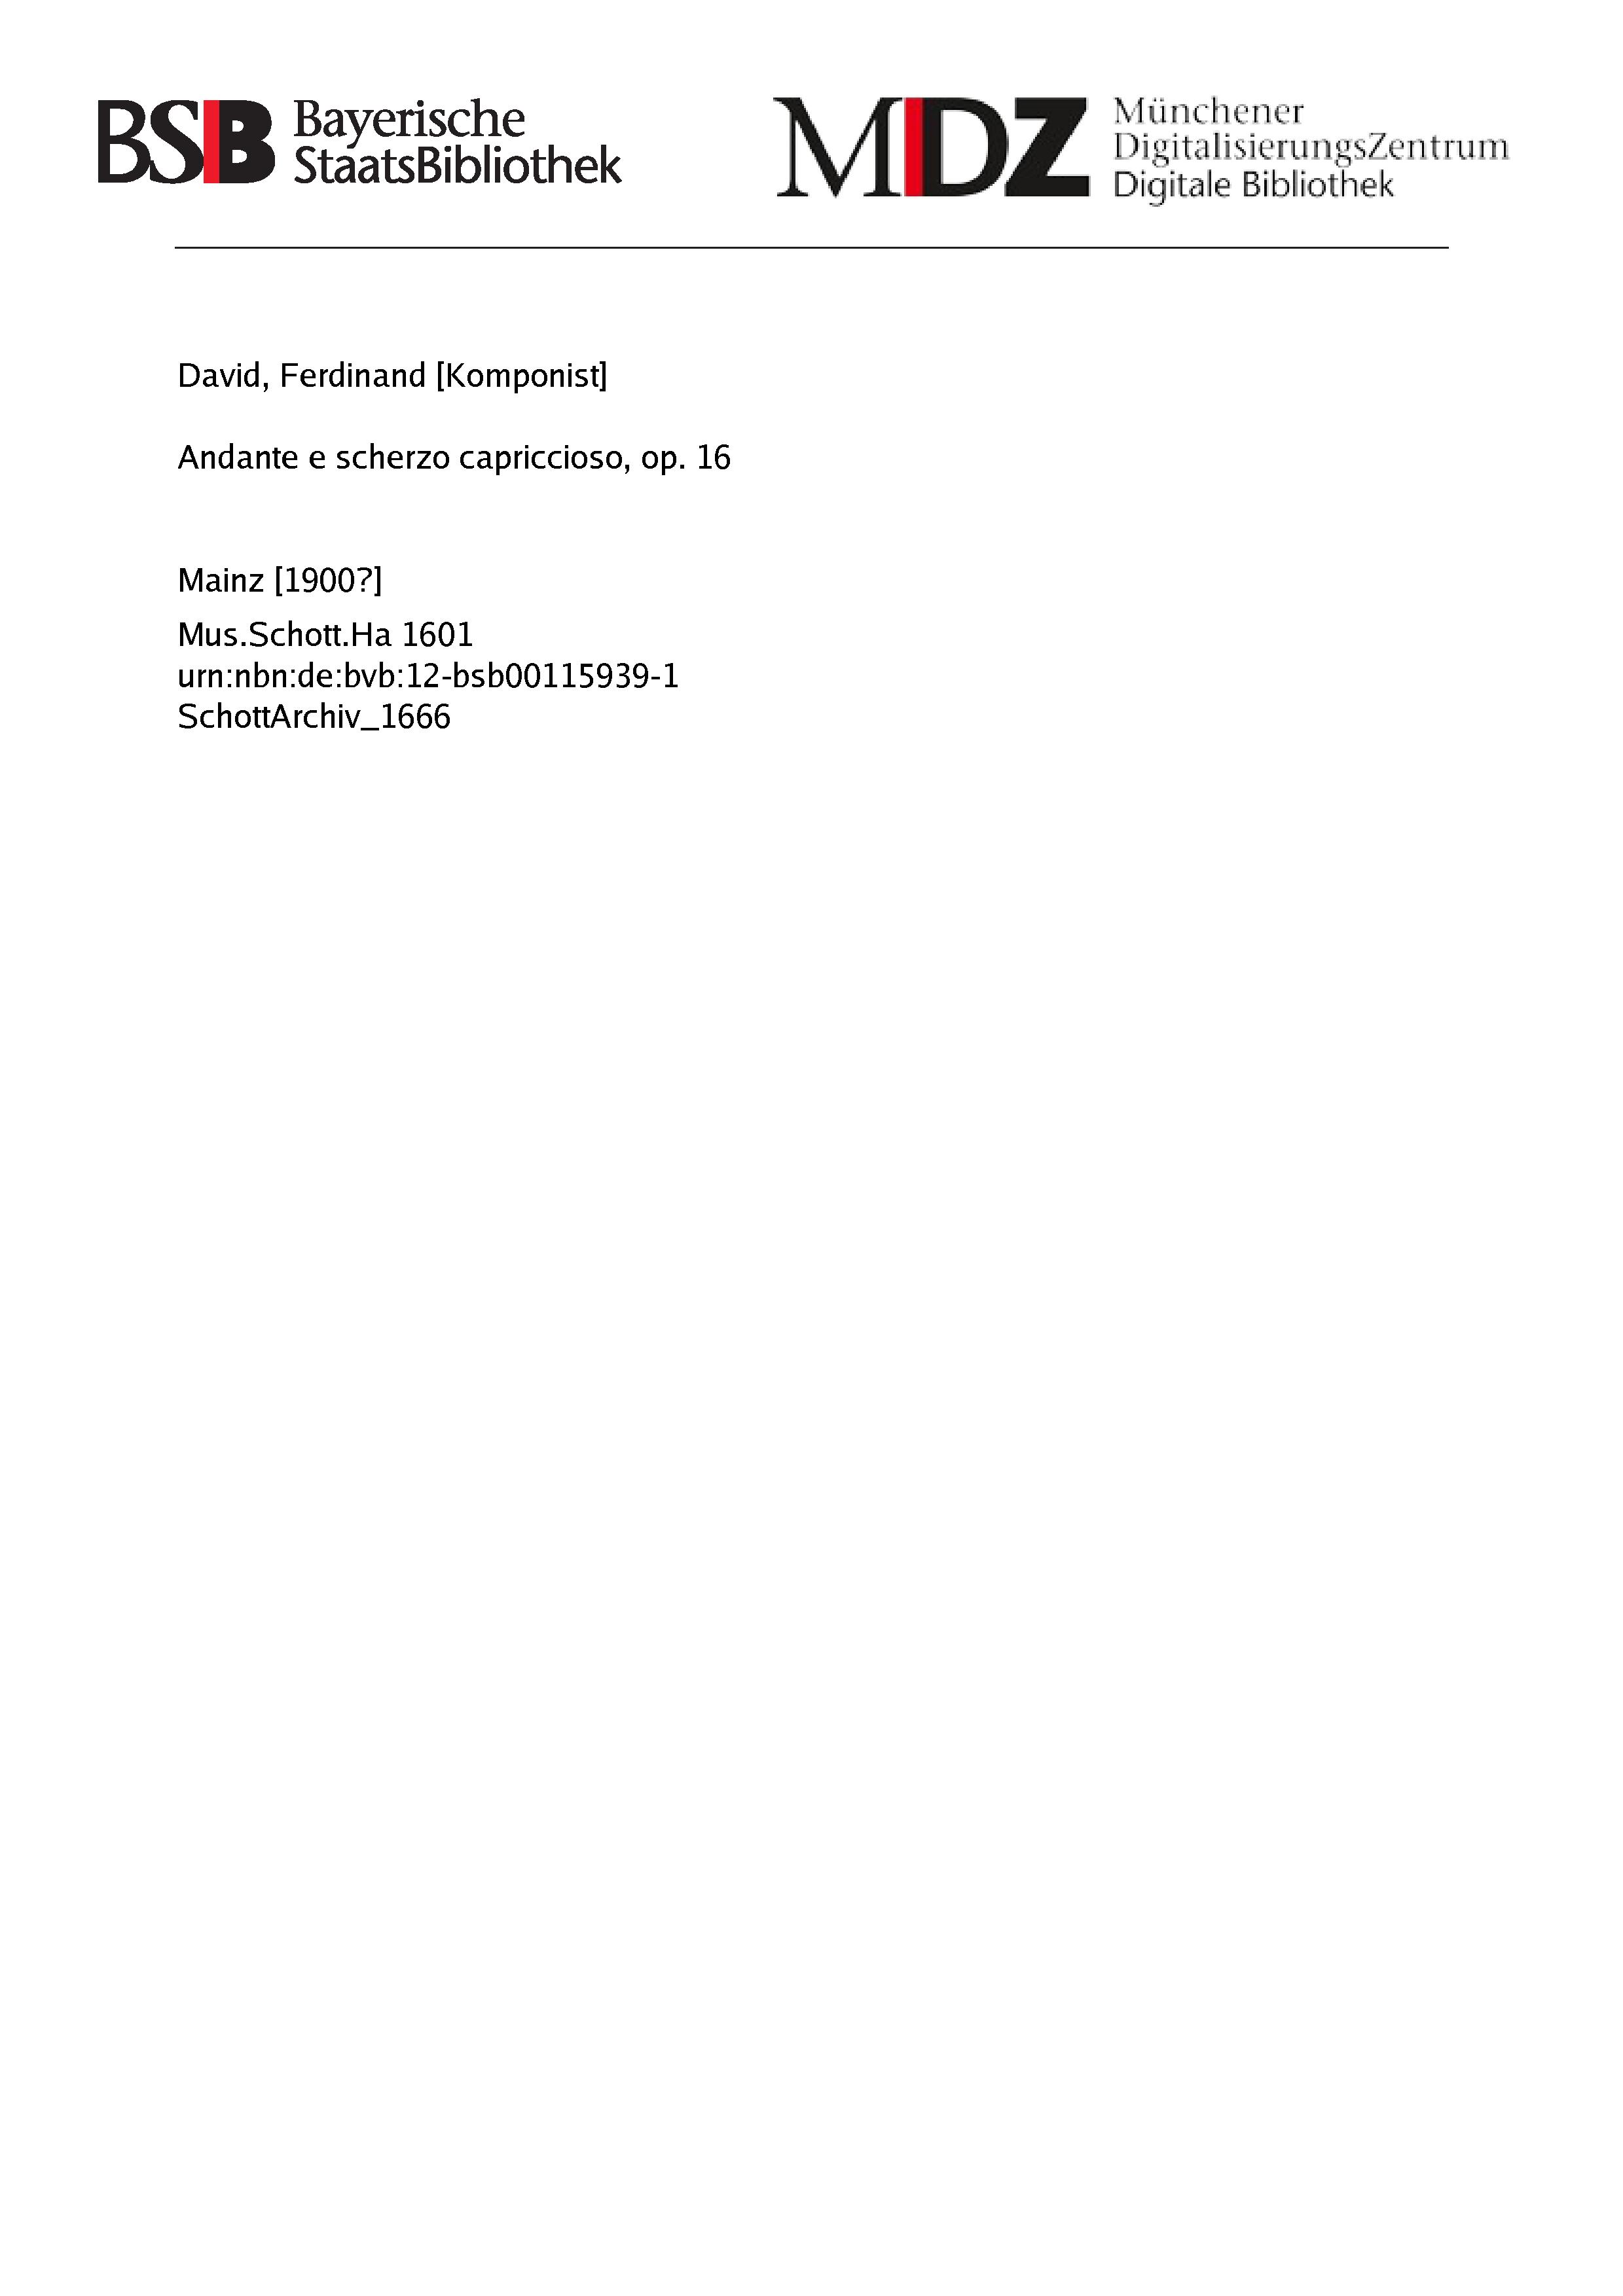 BSB Bayerische
StaatsBibliothek
MDZ Münchener
DigitalisierungsZentrum
Digitale Bibliothek
David, Ferdinand [Komponist]
Andante e scherzo capriccioso, op. 16
Mainz [1900?]
Mus.Schott.Ha 1601
urn:nbn:de:bvb:12-bsb00115939-1
SchottArchiv_1666